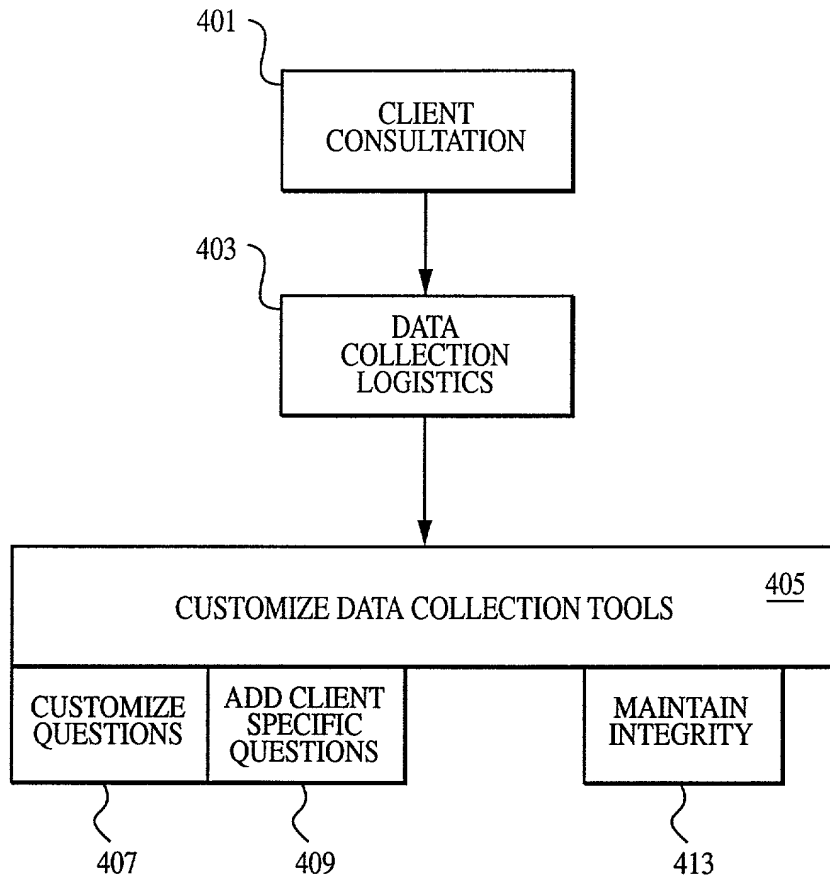 401
CLIENT
CONSULTATION
403
DATA
COLLECTION
LOGISTICS
CUSTOMIZE DATA COLLECTION TOOLS
405
CUSTOMIZE
QUESTIONS
ADD CLIENT
SPECIFIC
QUESTIONS
MAINTAIN
INTEGRITY
407
409
413